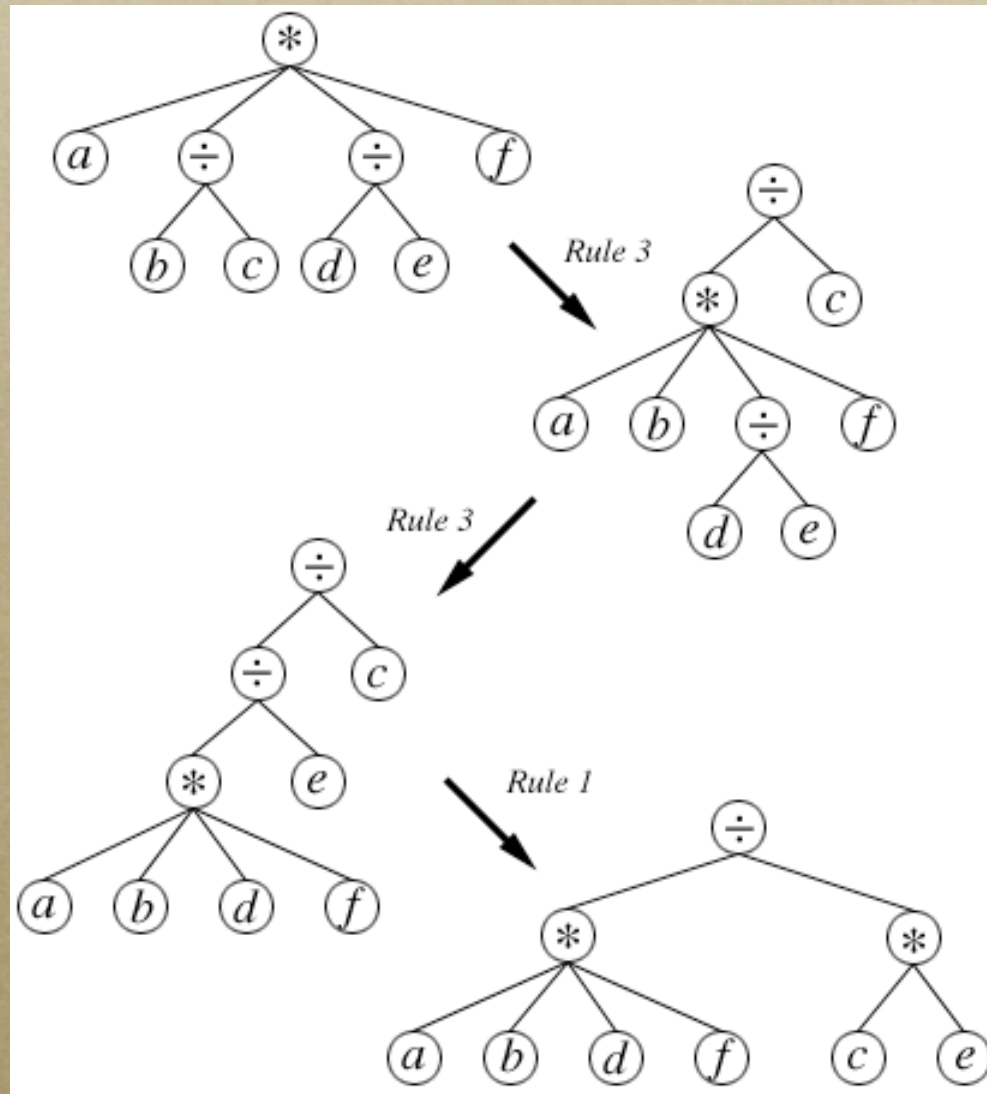 *
a ÷ ÷ f
b c d e
Rule 3
÷
* c
a b ÷ f
d e
Rule 3
÷
÷ c
* e
a b d f
Rule 1
÷
* *
a b d f c e